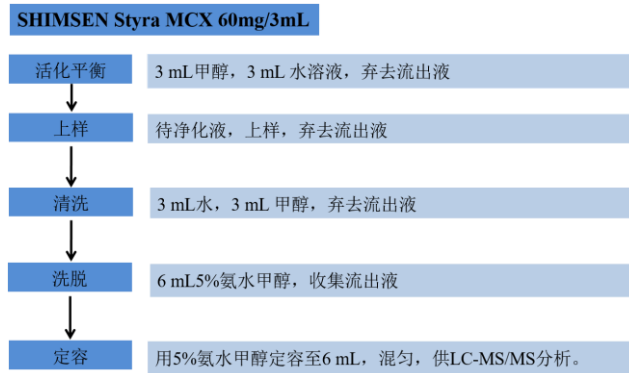 SHIMSEN Styra MCX 60mg/3mL
活化平衡
3 mL甲醇，3 mL 水溶液，弃去流出液
上样
待净化液，上样，弃去流出液
清洗
3 mL水，3 mL 甲醇，弃去流出液
洗脱
6 mL5%氨水甲醇，收集流出液
定容
用5%氨水甲醇定容至6 mL，混匀，供LC-MS/MS分析。